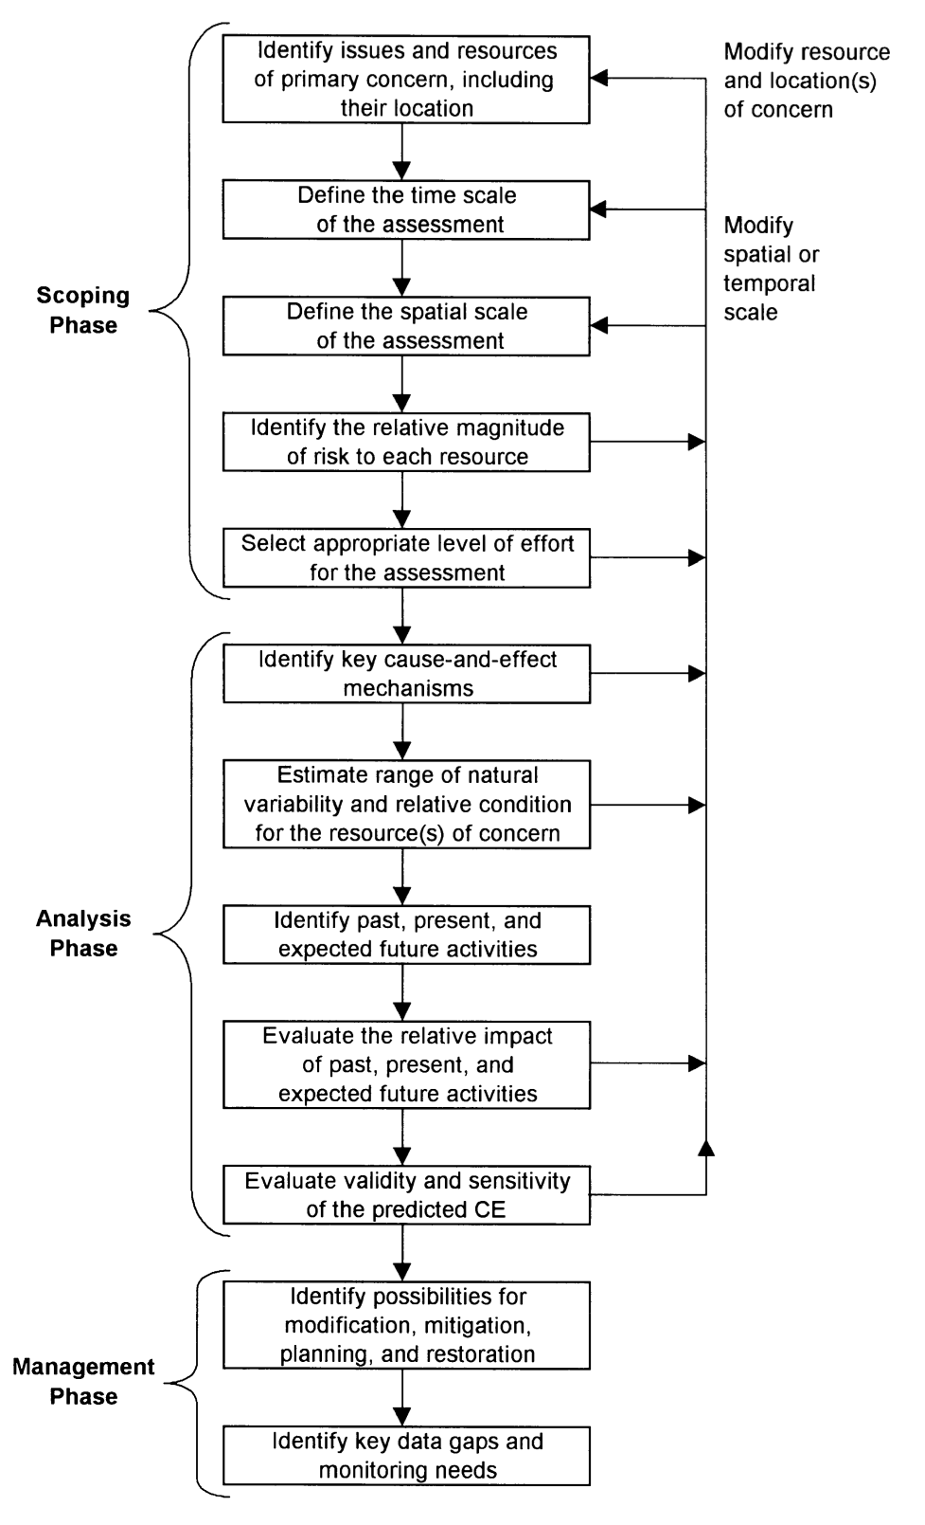 Identify issues and resources
of primary concern, including
their location
Modify resource
and location(s)
of concern
Define the time scale
of the assessment
Modify
spatial or
temporal
scale
Scoping
Phase
Define the spatial scale
of the assessment
Identify the relative magnitude
of risk to each resource
Select appropriate level of effort
for the assessment
Identify key cause-and-effect
mechanisms
Estimate range of natural
variability and relative condition
for the resource(s) of concern
Analysis
Phase
Identify past, present, and
expected future activities
Evaluate the relative impact
of past, present, and
expected future activities
Evaluate validity and sensitivity
of the predicted CE
Identify possibilities for
modification, mitigation,
planning, and restoration
Management
Phase
Identify key data gaps and
monitoring needs